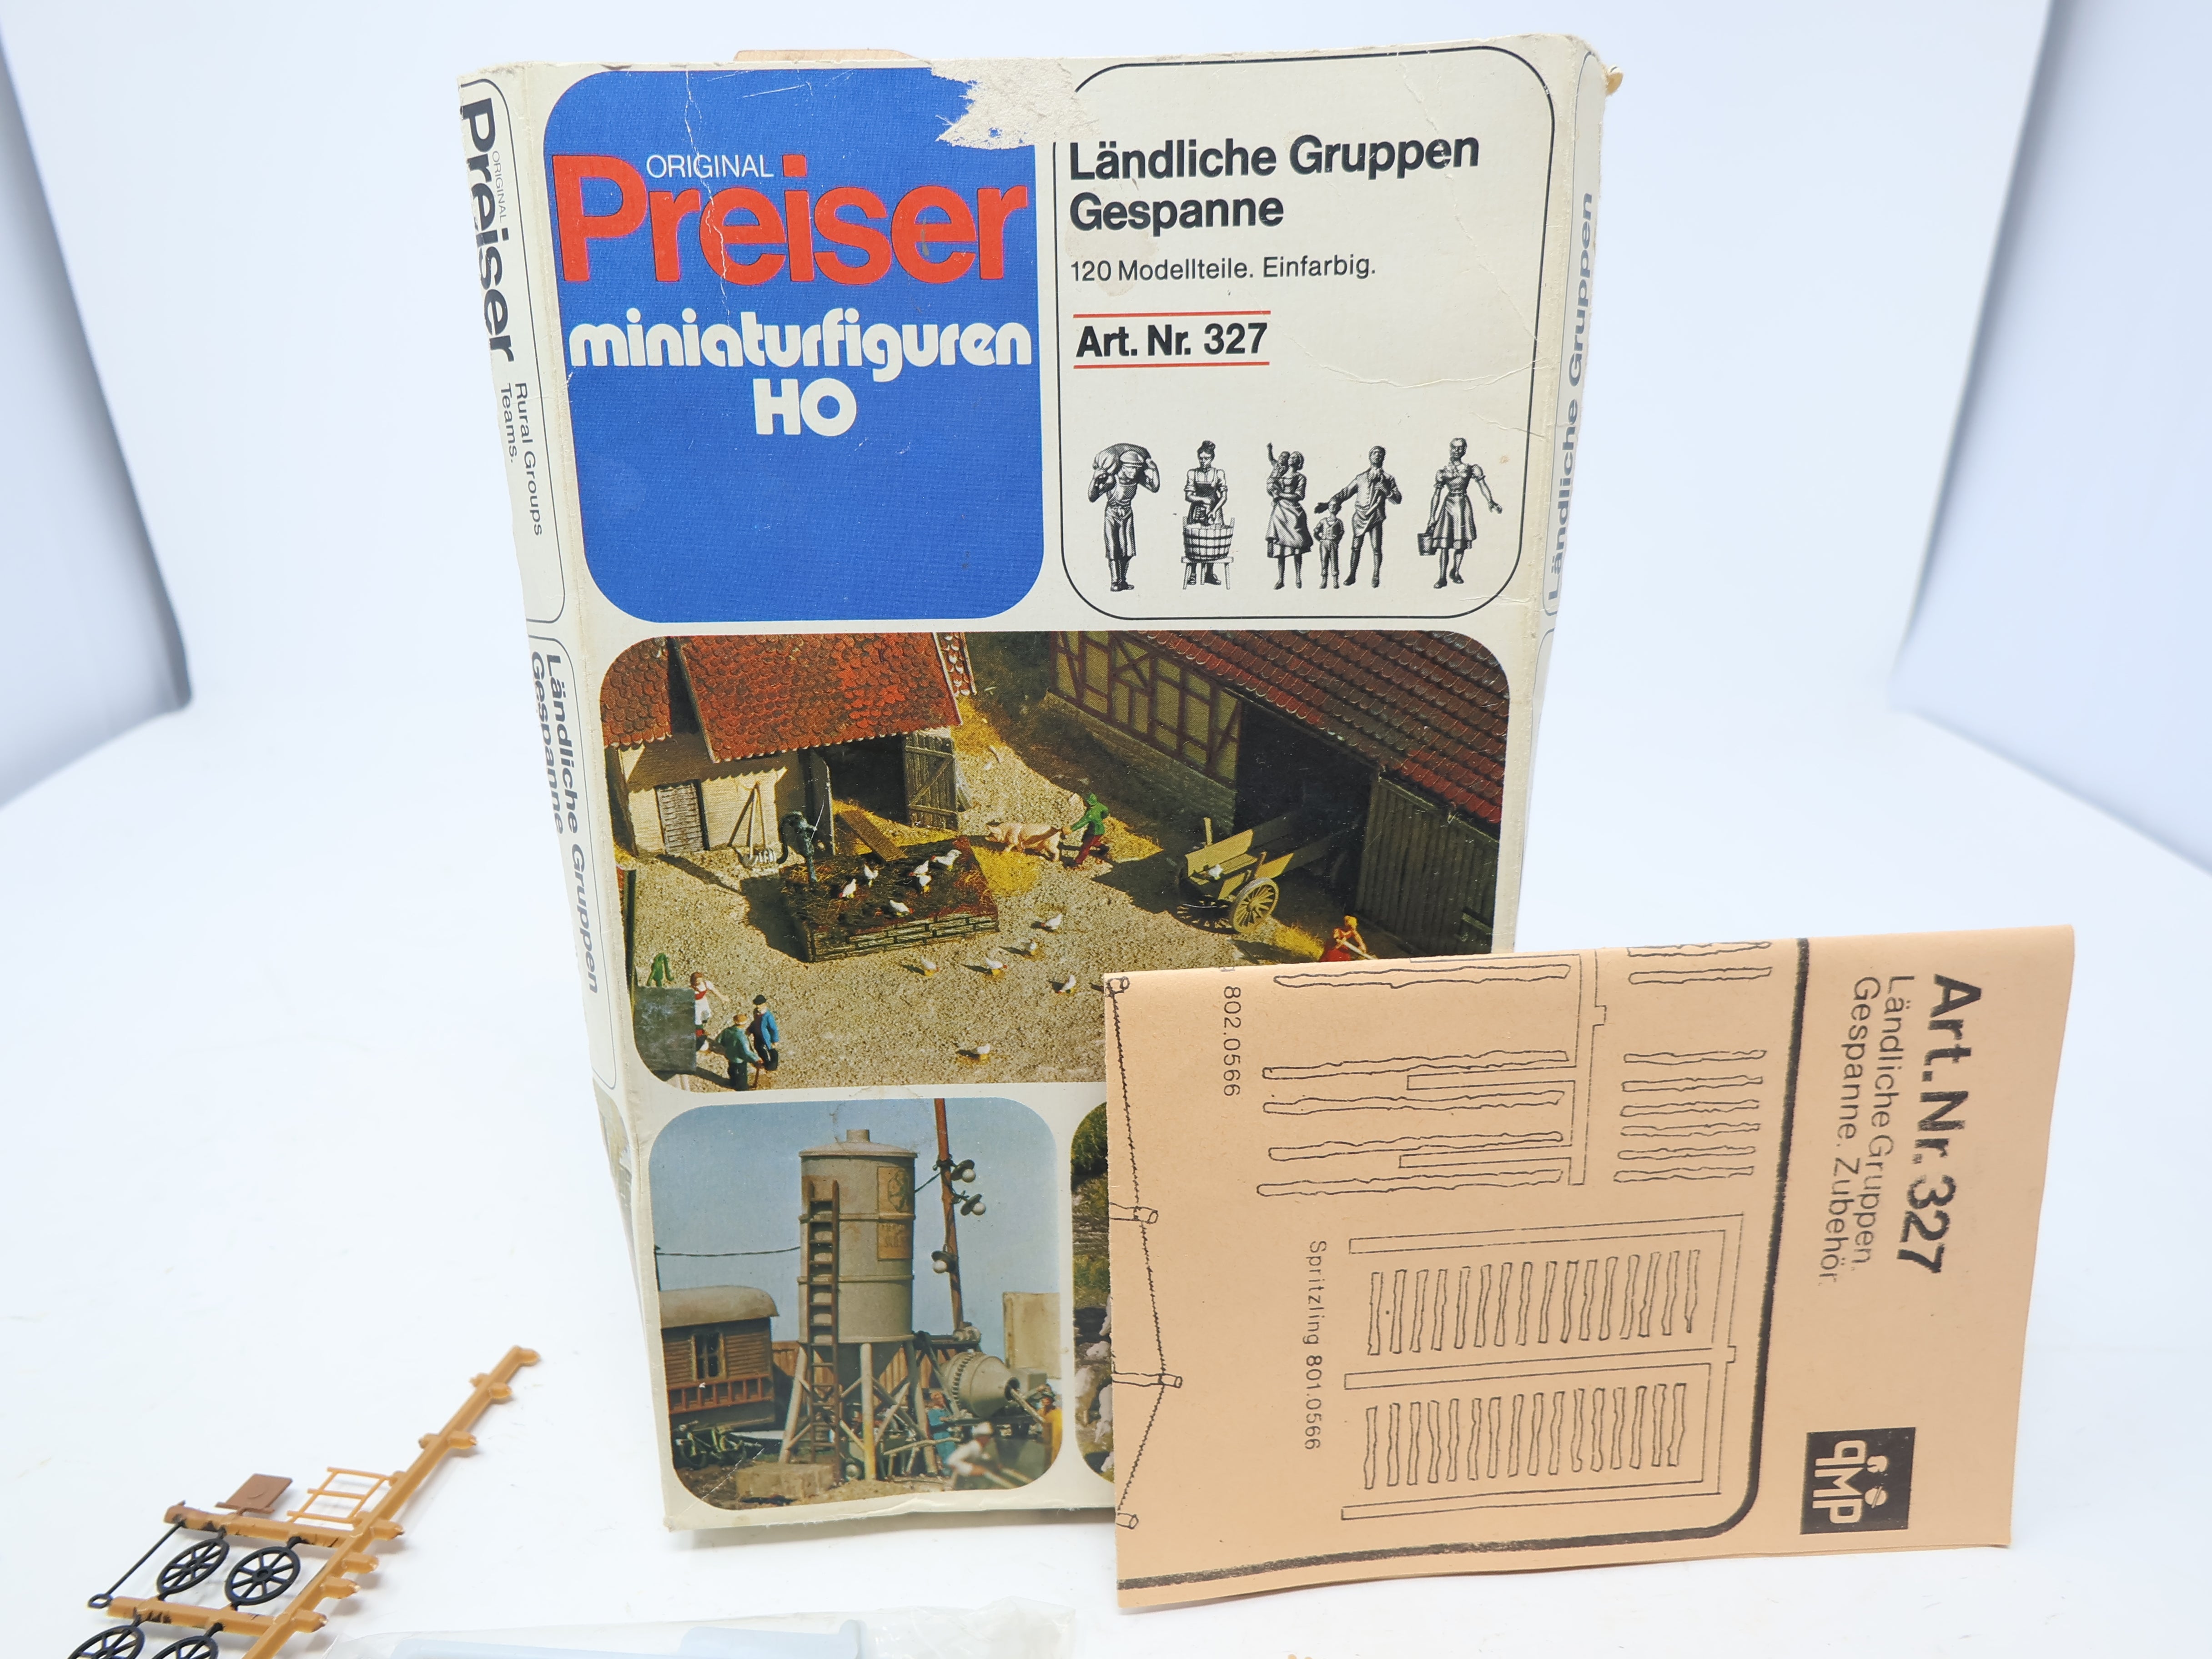 ORIGINAL
Preiser
miniaturfiguren
HO
Ländliche Gruppen
Gespanne
120 Modellteile. Einfarbig.
Art. Nr. 327
ORIGINAL
Preiser
Rural Groups
Teams.
Ländliche Gruppen
Gespanne
Ländliche Gruppen
Art. Nr. 327
Ländliche Gruppen.
Gespanne. Zubehör.
802.0566
Spritzling 801.0566
PMP